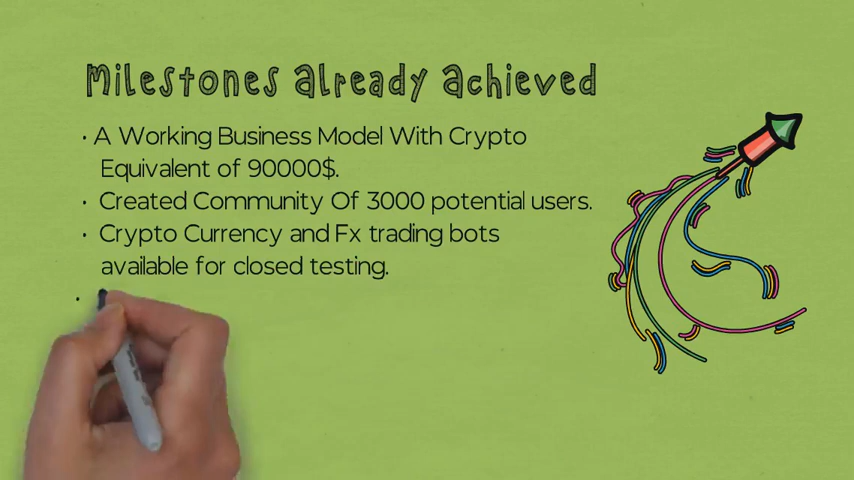 Milestones already achieved
· A Working Business Model With Crypto
Equivalent of 90000$.
· Created Community Of 3000 potential users.
· Crypto Currency and Fx trading bots
available for closed testing.
·